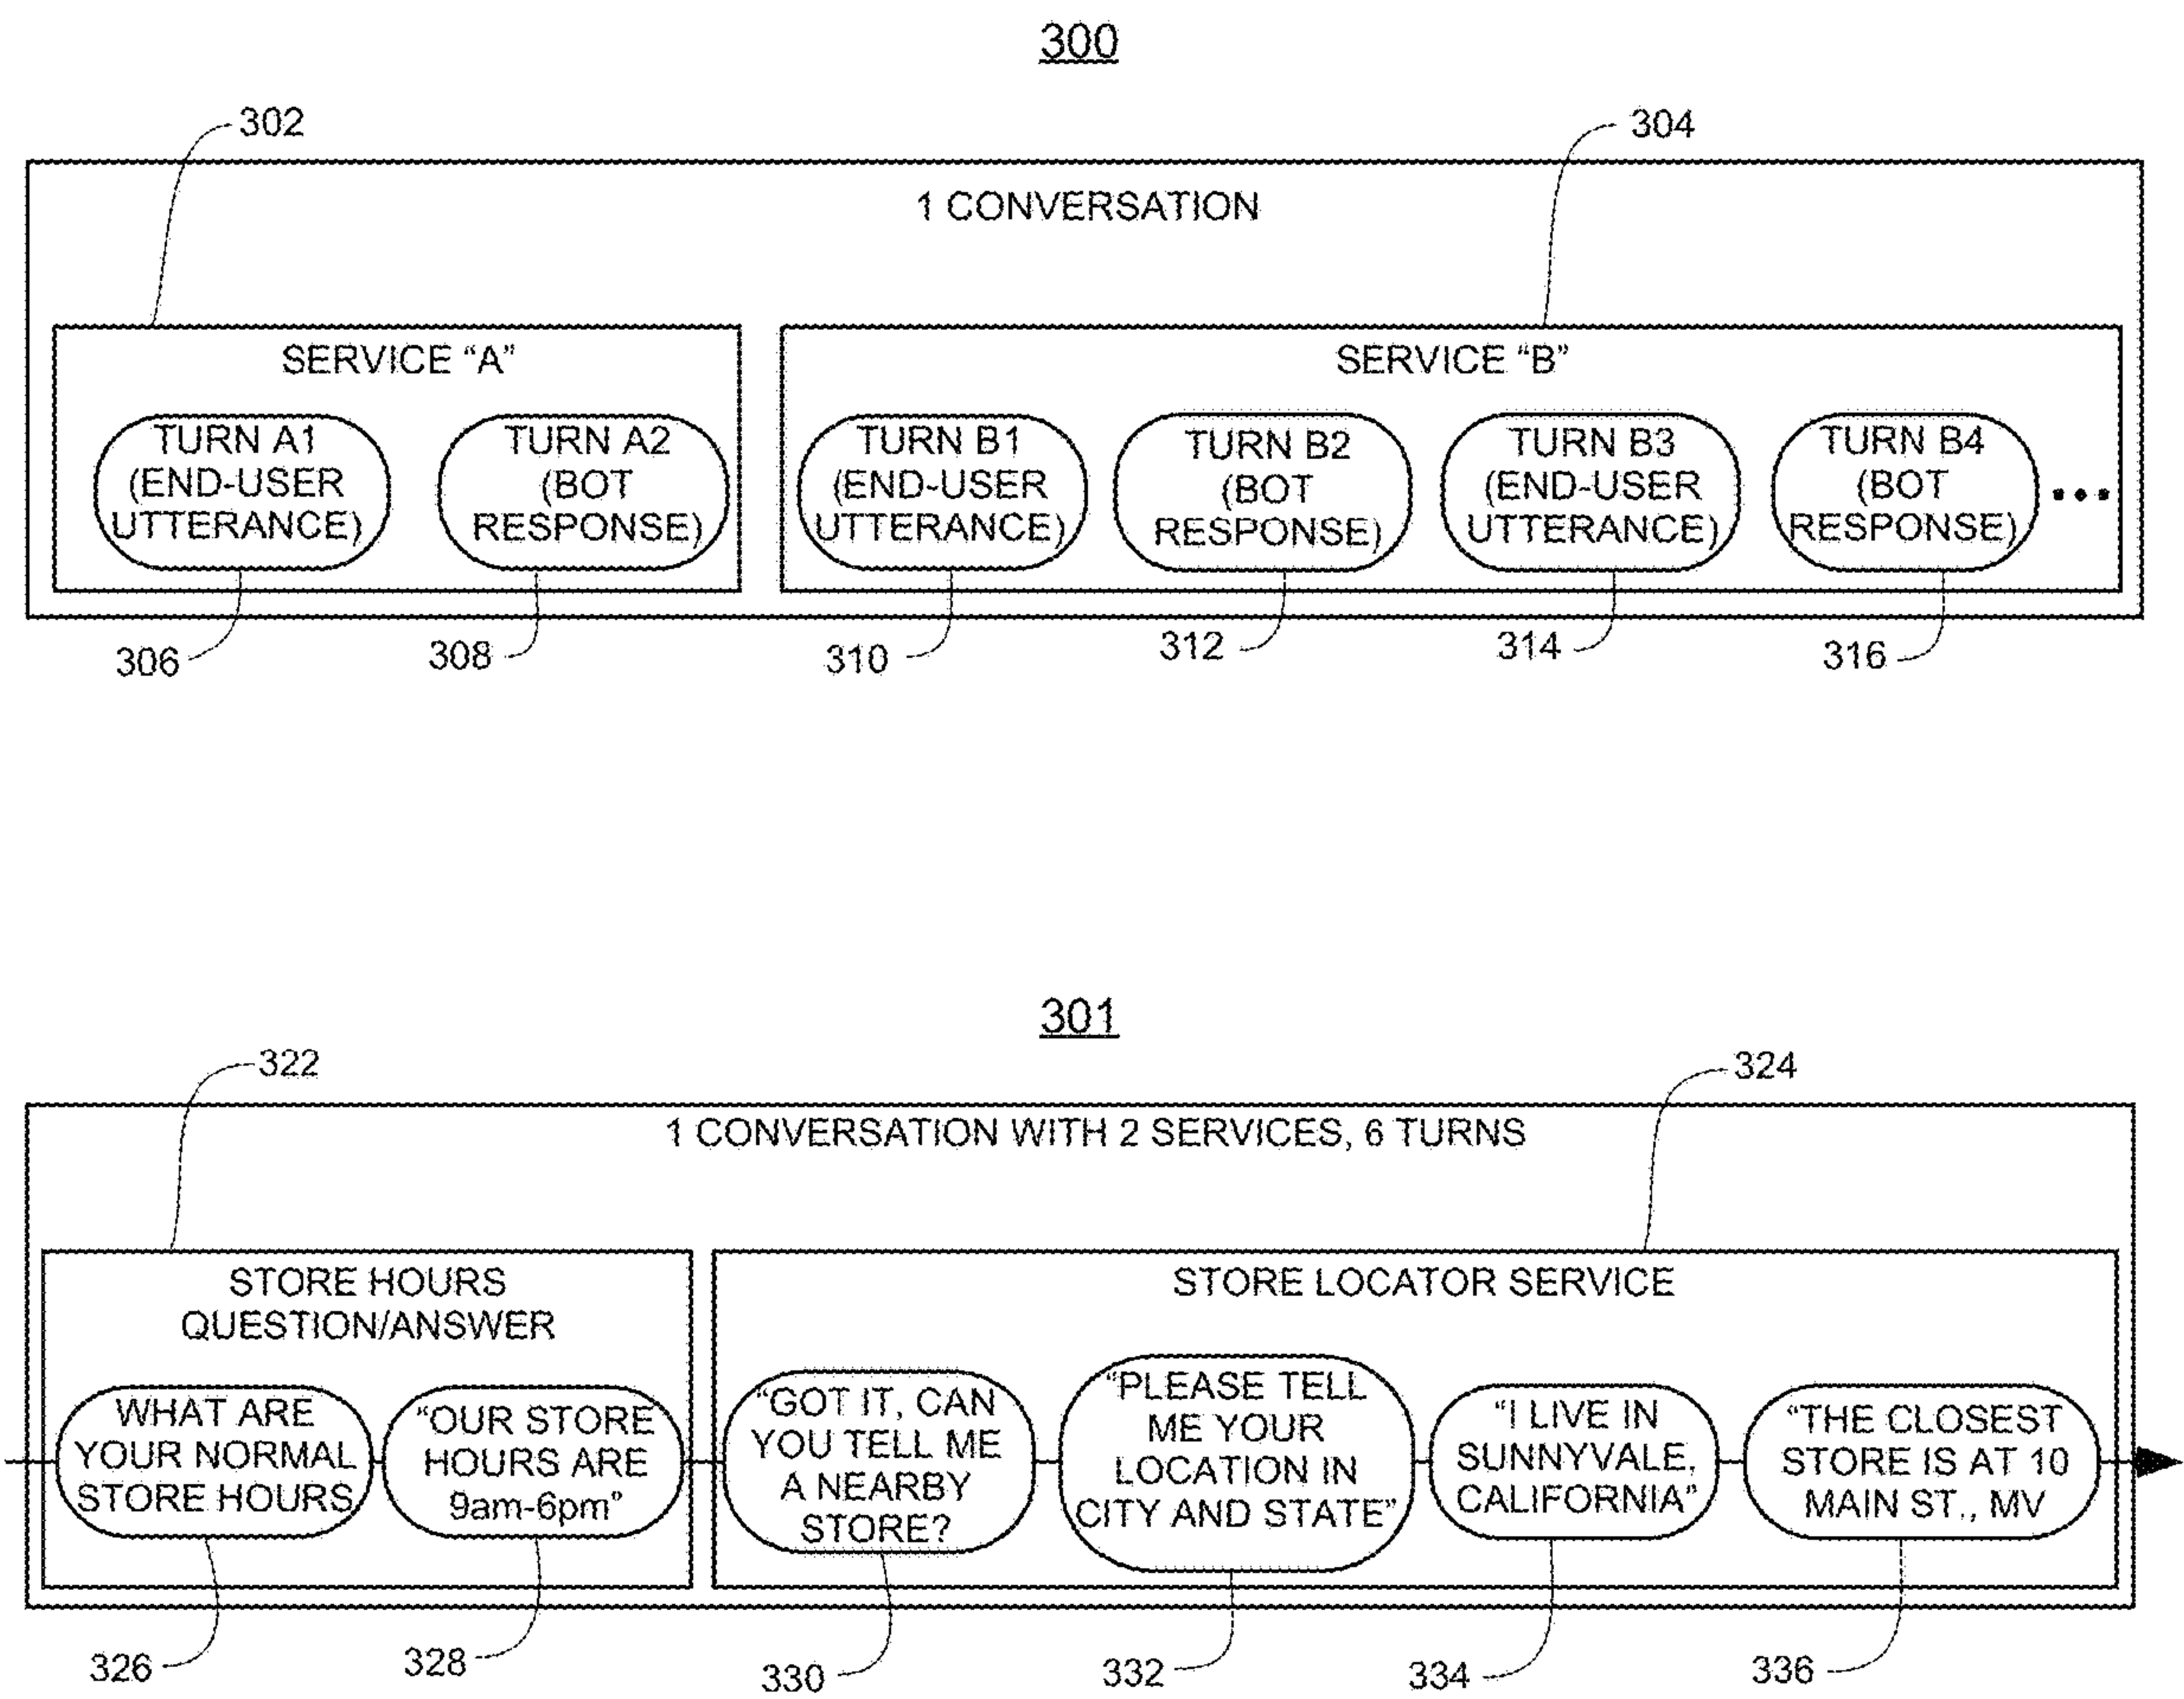 300
302
304
1 CONVERSATION
SERVICE “A”
SERVICE “B”
TURN A1
(END-USER
UTTERANCE)
TURN A2
(BOT
RESPONSE)
TURN B1
(END-USER
UTTERANCE)
TURN B2
(BOT
RESPONSE)
TURN B3
(END-USER
UTTERANCE)
TURN B4
(BOT
RESPONSE)
•••
306
308
310
312
314
316
301
322
324
1 CONVERSATION WITH 2 SERVICES, 6 TURNS
STORE HOURS
QUESTION/ANSWER
STORE LOCATOR SERVICE
WHAT ARE
YOUR NORMAL
STORE HOURS
“OUR STORE
HOURS ARE
9am-6pm”
“GOT IT, CAN
YOU TELL ME
A NEARBY
STORE?
“PLEASE TELL
ME YOUR
LOCATION IN
CITY AND STATE”
“I LIVE IN
SUNNYVALE,
CALIFORNIA”
“THE CLOSEST
STORE IS AT 10
MAIN ST., MV
326
328
330
332
334
336